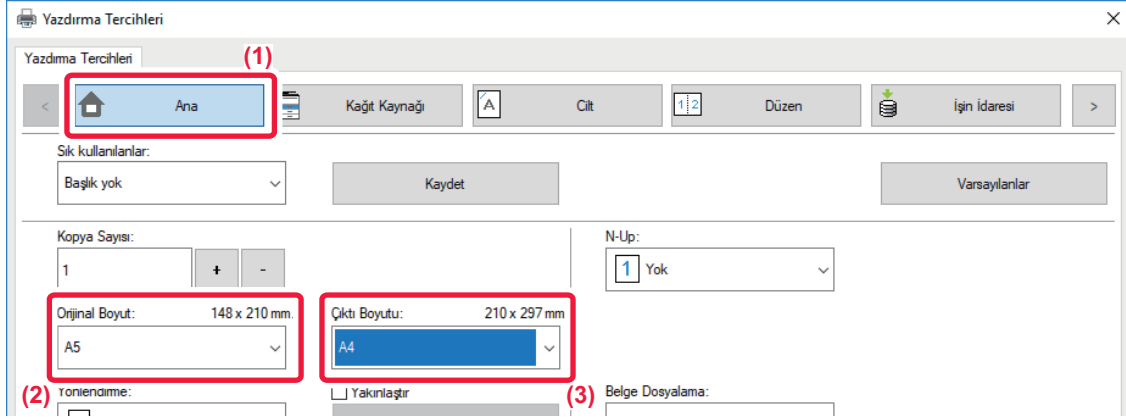 Yazdırma Tercihleri
Yazdırma Tercihleri
(1)
< Ana Kağıt Kaynağı A Cilt 1 2 Düzen İşin İdaresi >
Sık kullanılanlar:
Başlık yok Kaydet Varsayılanlar
Kopya Sayısı: N-Up:
1 + - 1 Yok
Orijinal Boyut: 148 x 210 mm. Çıktı Boyutu: 210 x 297 mm
A5 A4
(2) Yönlendirme: Yakınlaştır (3) Belge Dosyalama: